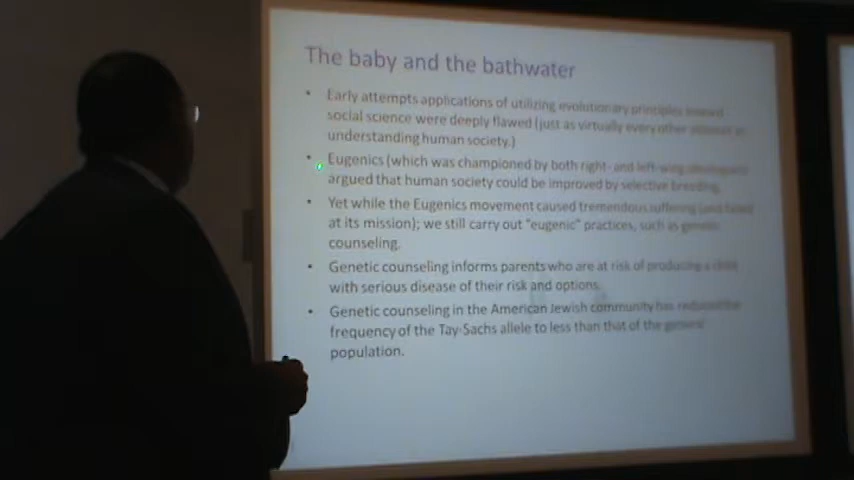 The baby and the bathwater
• Early attempts applications of utilizing evolutionary principles toward
social science were deeply flawed (just as virtually every other
understanding human society.)
• Eugenics (which was championed by both right- and left-wing
argued that human society could be improved by selective breeding.
• Yet while the Eugenics movement caused tremendous suffering (and failed
at its mission); we still carry out "eugenic" practices, such as genetic
counseling.
• Genetic counseling informs parents who are at risk of producing a child
with serious disease of their risk and options.
• Genetic counseling in the American Jewish community has reduced the
frequency of the Tay-Sachs allele to less than that of the general
population.